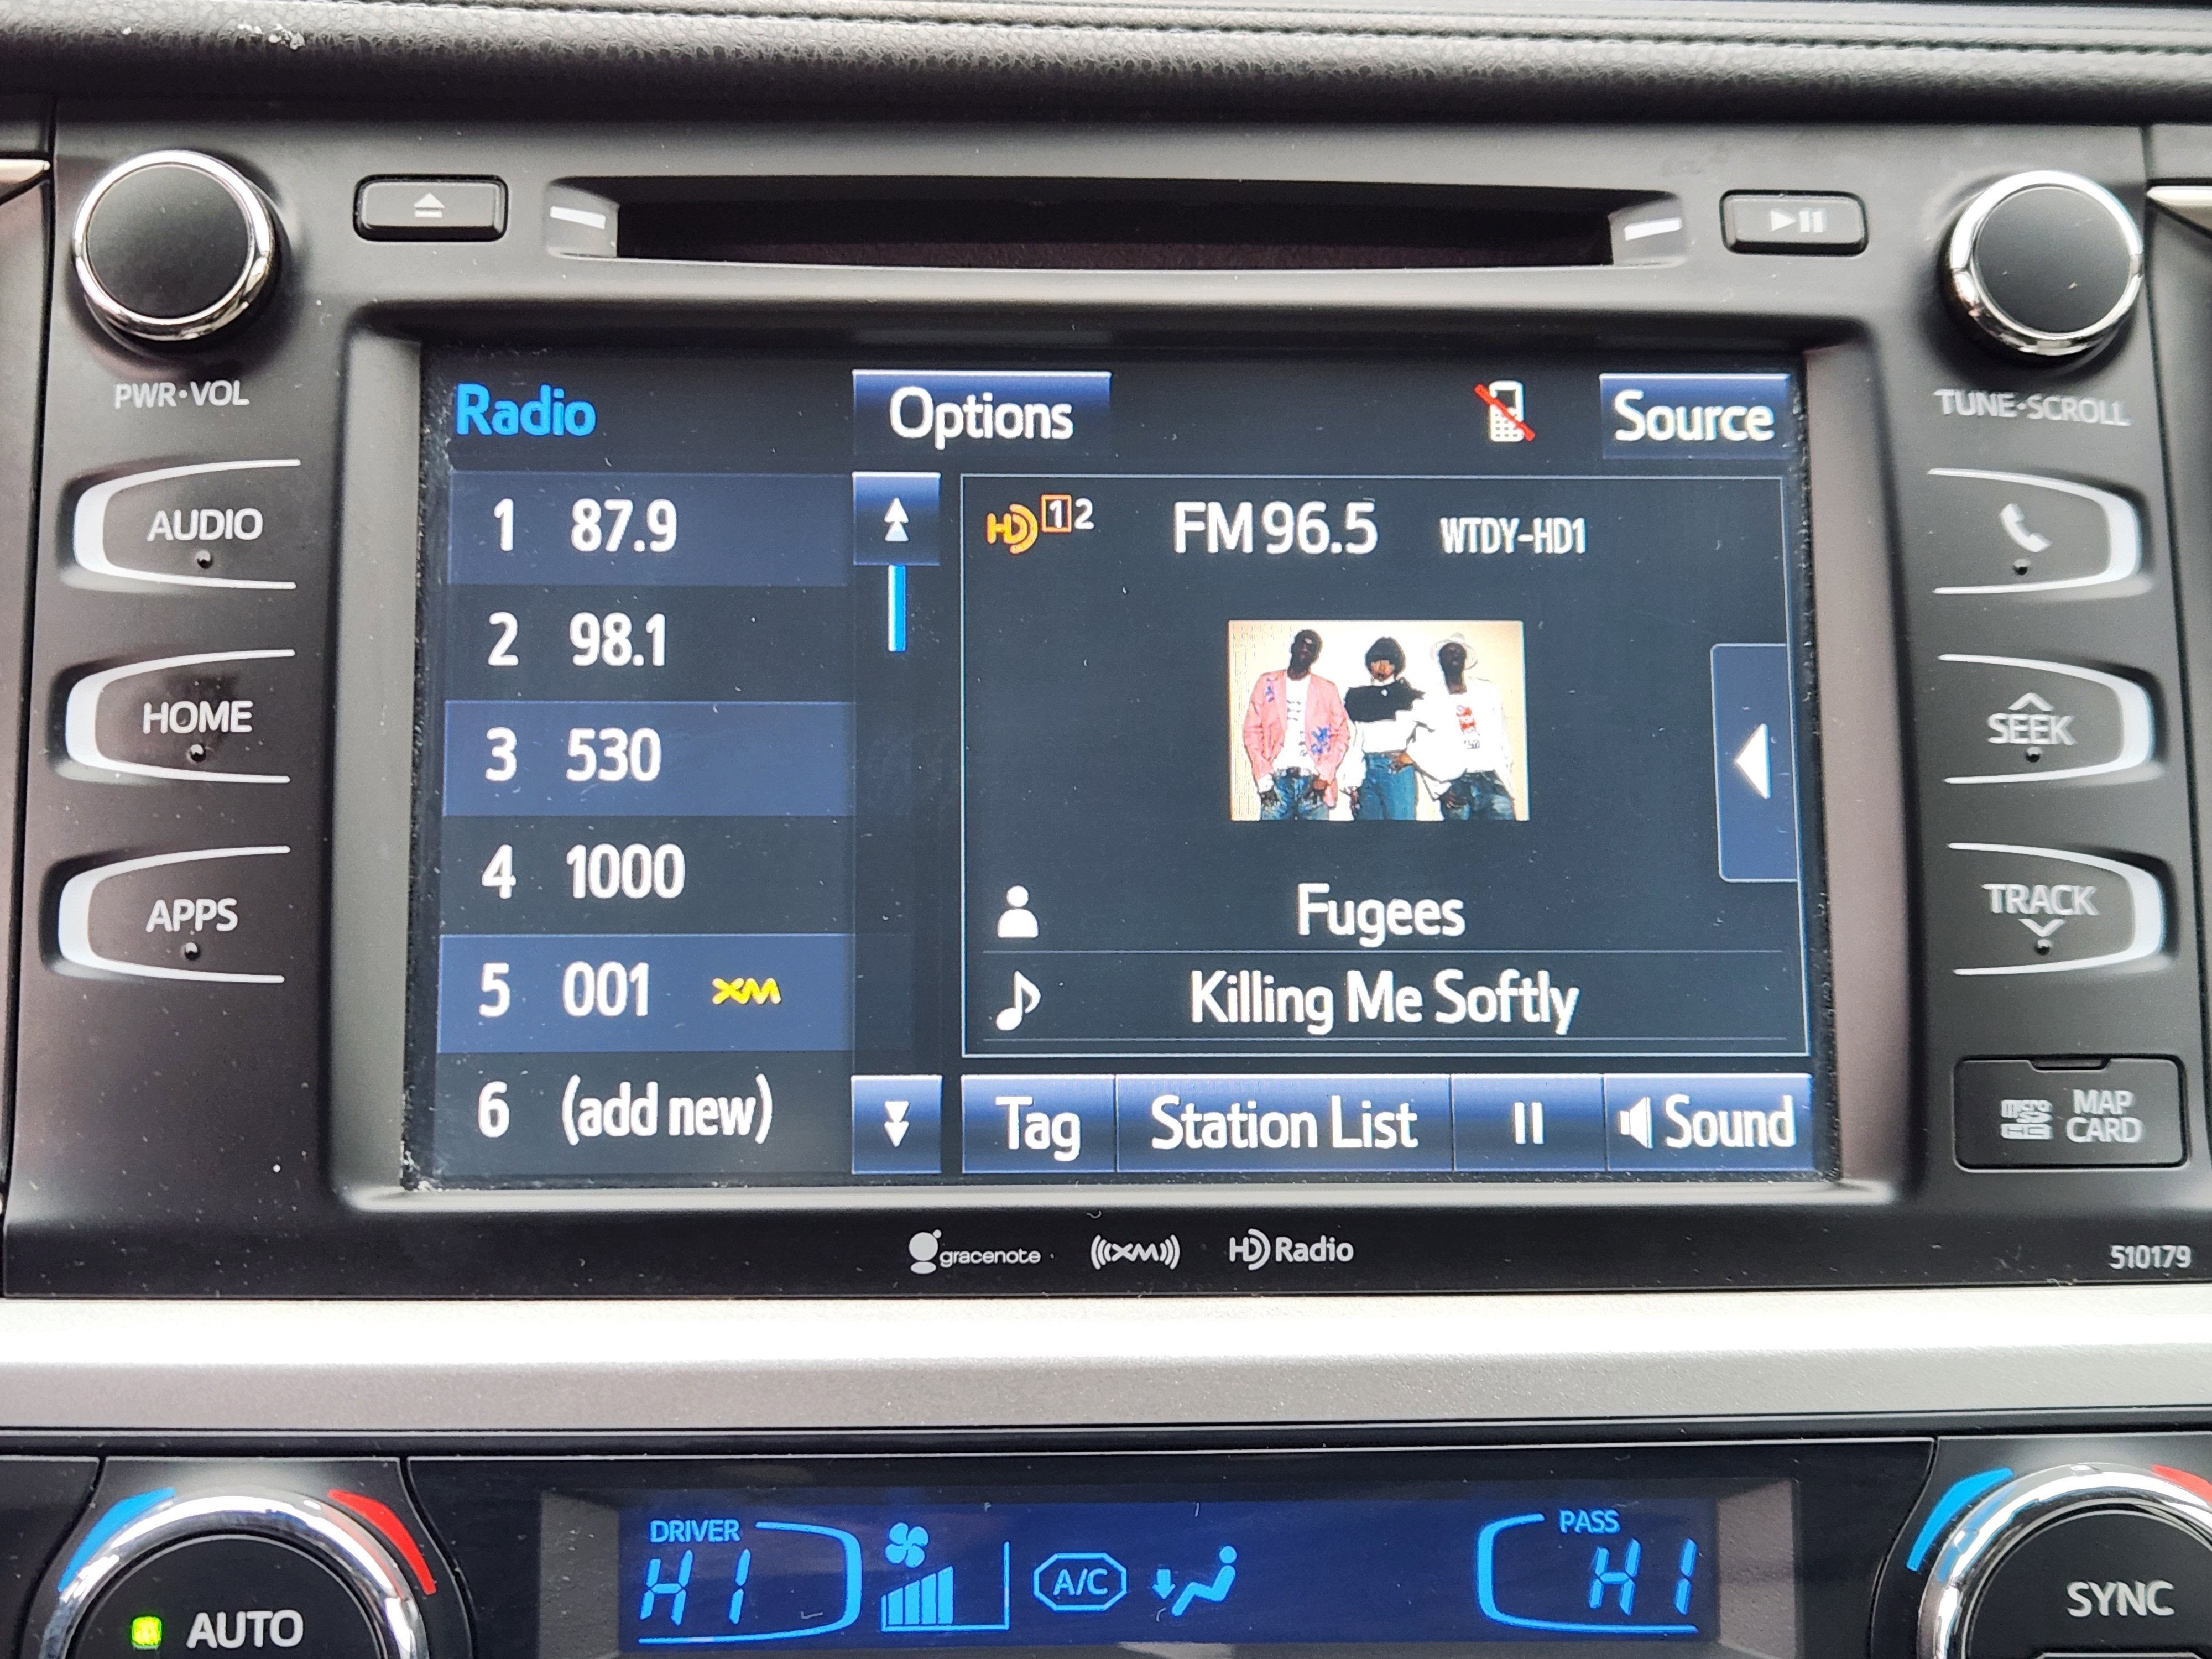 PWR•VOL
TUNE•SCROLL
AUDIO
HOME
APPS
Radio
Options
Source
1 87.9
2 98.1
3 530
4 1000
5 001 XM
6 (add new)
HD 1 2 FM 96.5 WTDY-HD1
Fugees
Killing Me Softly
Tag
Station List
Sound
SEEK
TRACK
micro SD HC
MAP
CARD
gracenote
((XM))
HD Radio
510179
DRIVER
HI
A/C
PASS
HI
AUTO
SYNC